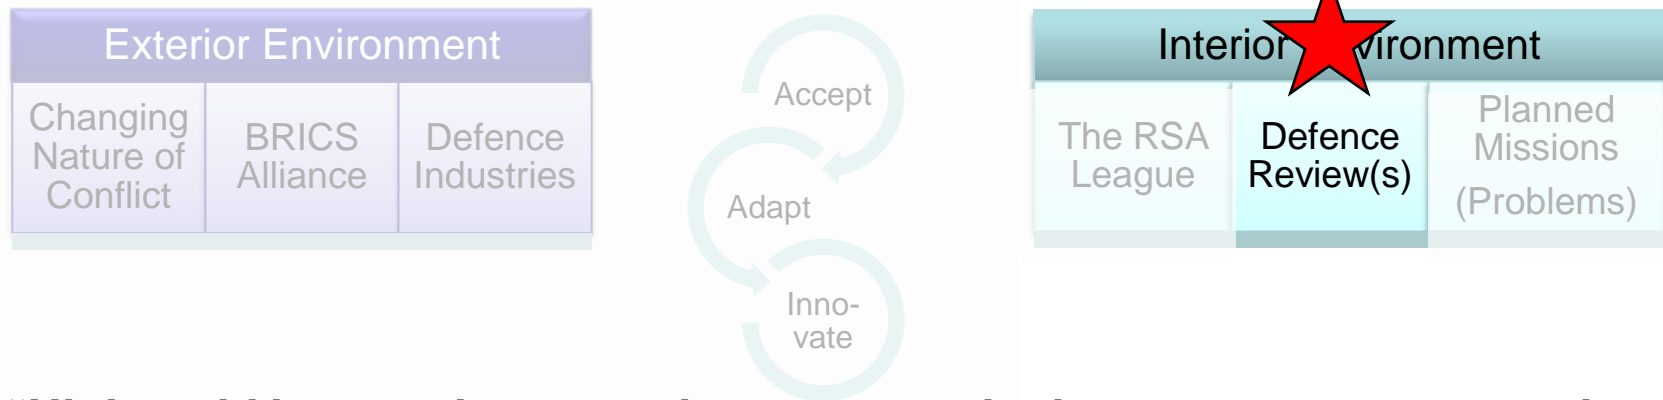 Exterior Environment
Changing
Nature of
Conflict
BRICS
Alliance
Defence
Industries
Accept
Adapt
Inno-
vate
Interior
The RSA
League
Defence
Review(s)
Planned
Missions
(Problems)